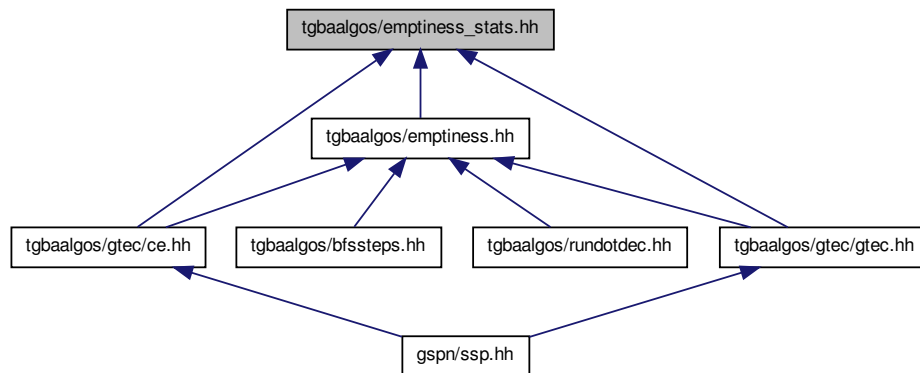 tgbaalgos/emptiness_stats.hh
tgbaalgos/emptiness.hh
tgbaalgos/gtec/ce.hh
tgbaalgos/bfssteps.hh
tgbaalgos/rundotdec.hh
tgbaalgos/gtec/gtec.hh
gspn/ssp.hh